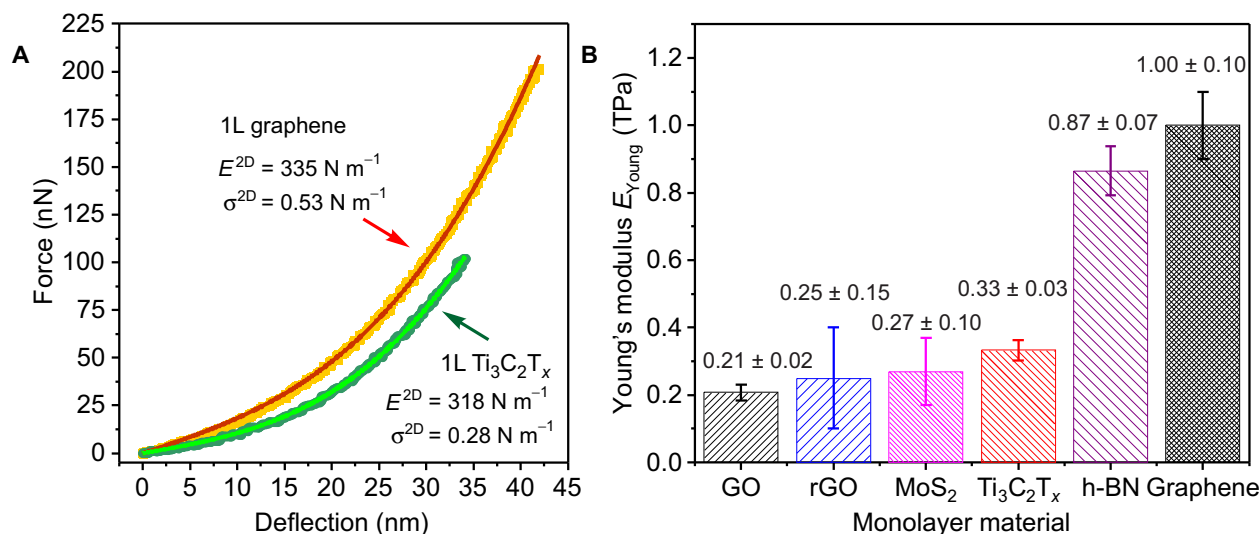 A
Force (nN)
225
200
175
150
125
100
75
50
25
0
1L graphene
E²ᴰ = 335 N m⁻¹
σ²ᴰ = 0.53 N m⁻¹
1L Ti₃C₂Tₓ
E²ᴰ = 318 N m⁻¹
σ²ᴰ = 0.28 N m⁻¹
0 5 10 15 20 25 30 35 40 45
Deflection (nm)
B
Young’s modulus E_Young (TPa)
1.2
1.0
0.8
0.6
0.4
0.2
0.0
0.21 ± 0.02
0.25 ± 0.15
0.27 ± 0.10
0.33 ± 0.03
0.87 ± 0.07
1.00 ± 0.10
GO rGO MoS₂ Ti₃C₂Tₓ h-BN Graphene
Monolayer material